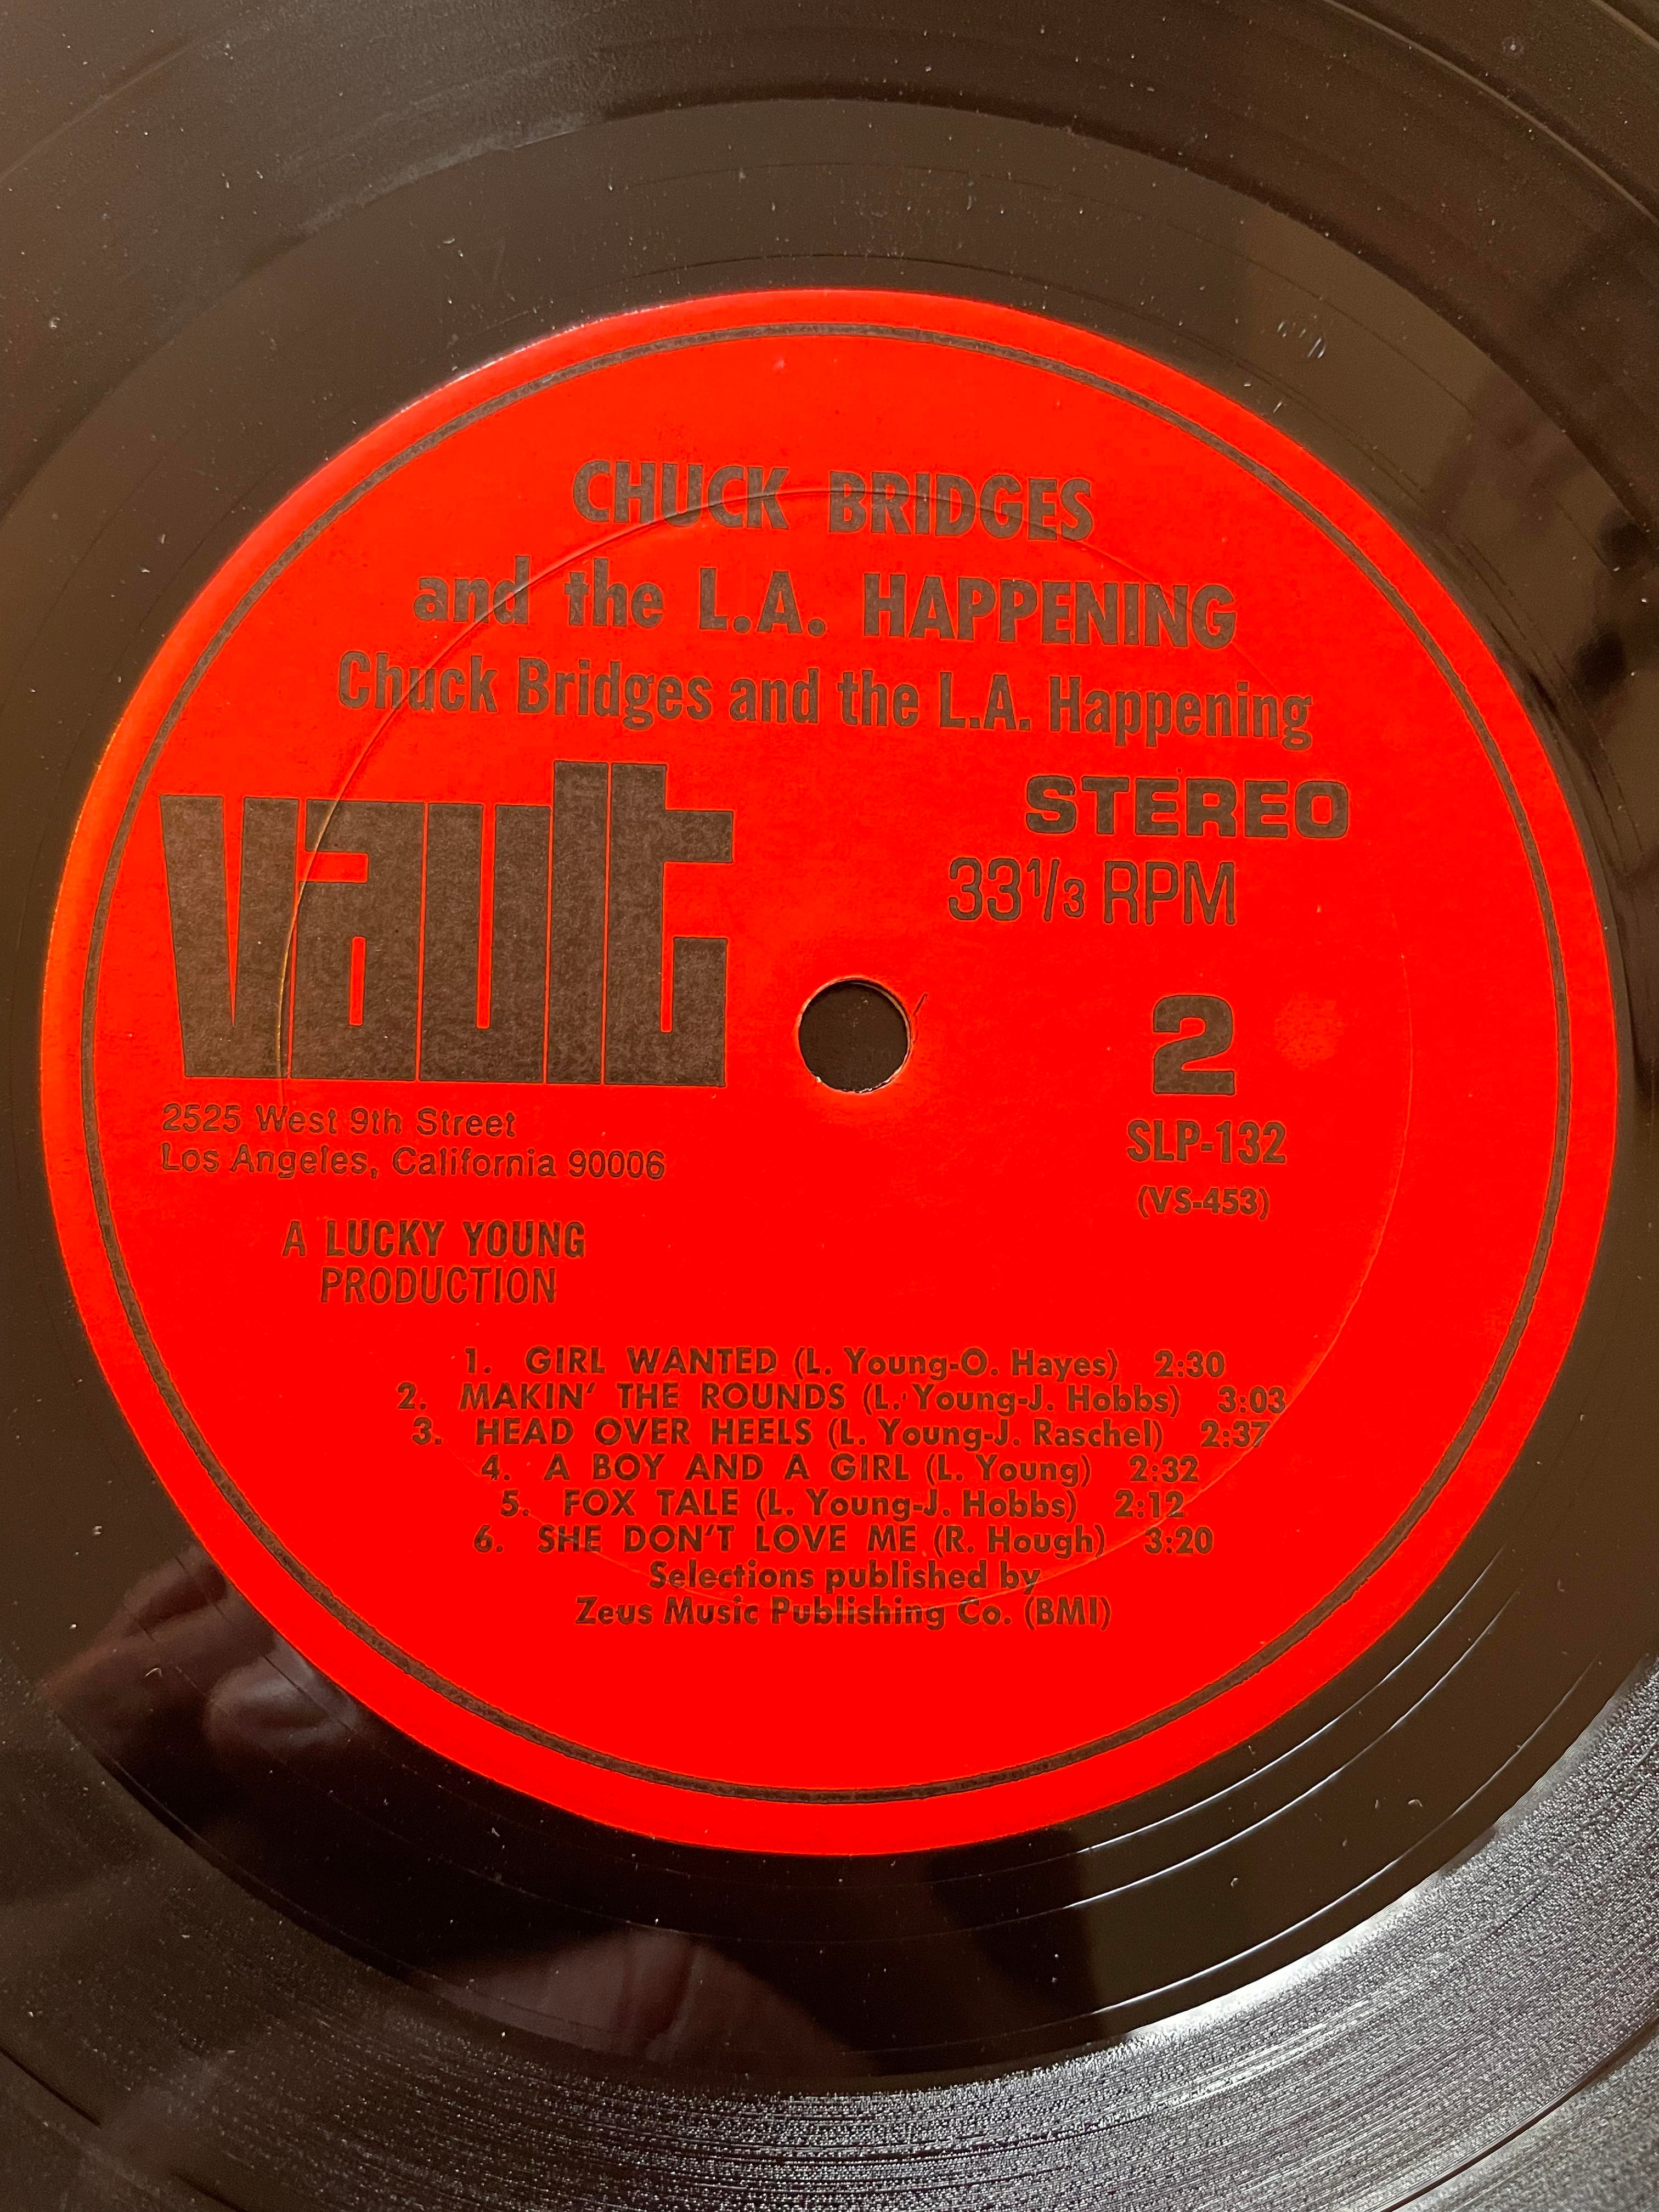 CHUCK BRIDGES
and the L.A. HAPPENING
Chuck Bridges and the L.A. Happening
vault
STEREO
33 1/3 RPM
2
SLP-132
(VS-453)
2525 West 9th Street
Los Angeles, California 90006
A LUCKY YOUNG
PRODUCTION
1. GIRL WANTED (L. Young-O. Hayes) 2:30
2. MAKIN' THE ROUNDS (L. Young-J. Hobbs) 3:03
3. HEAD OVER HEELS (L. Young-J. Raschel) 2:37
4. A BOY AND A GIRL (L. Young) 2:32
5. FOX TALE (L. Young-J. Hobbs) 2:12
6. SHE DON'T LOVE ME (R. Hough) 3:20
Selections published by
Zeus Music Publishing Co. (BMI)